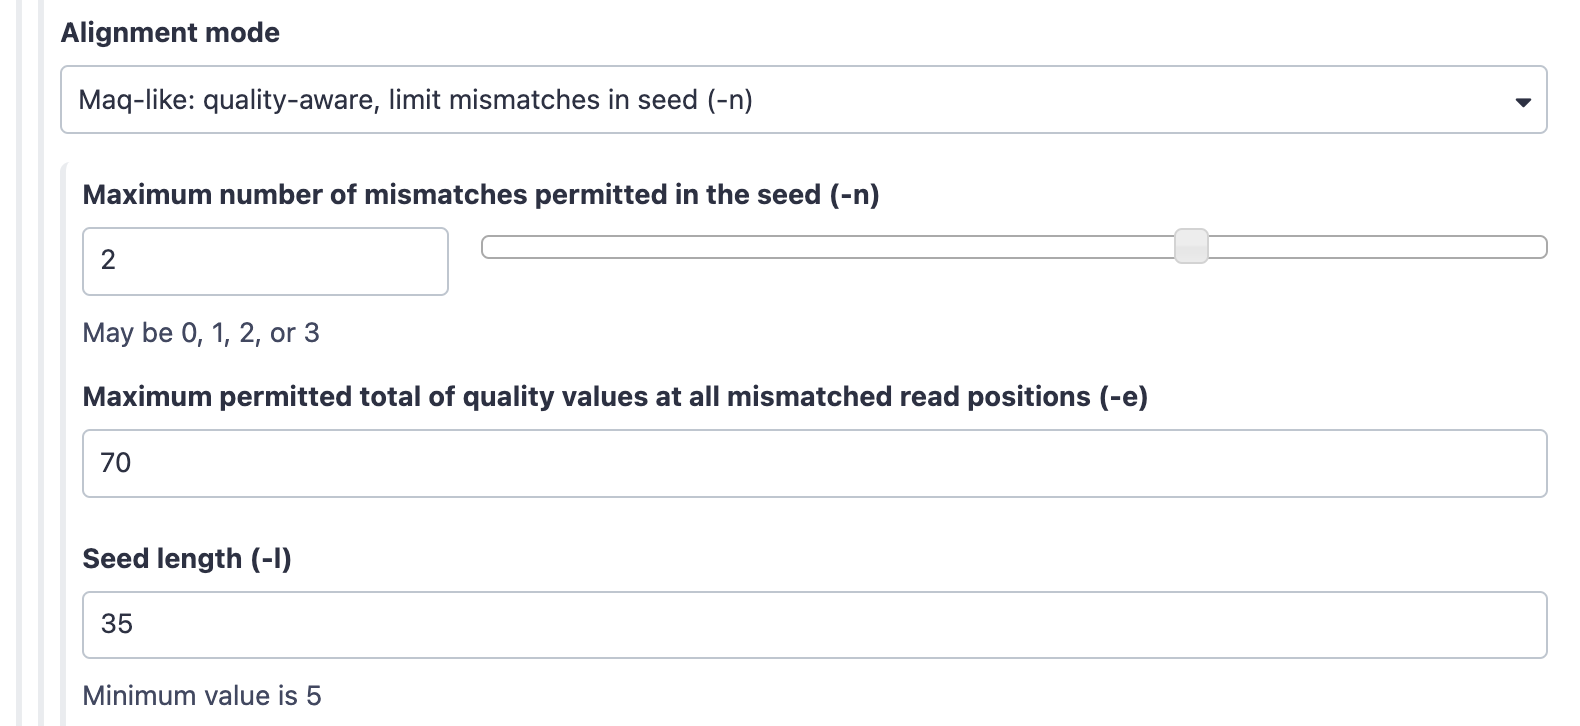 Alignment mode
Maq-like: quality-aware, limit mismatches in seed (-n)
Maximum number of mismatches permitted in the seed (-n)
2
May be 0, 1, 2, or 3
Maximum permitted total of quality values at all mismatched read positions (-e)
70
Seed length (-l)
35
Minimum value is 5